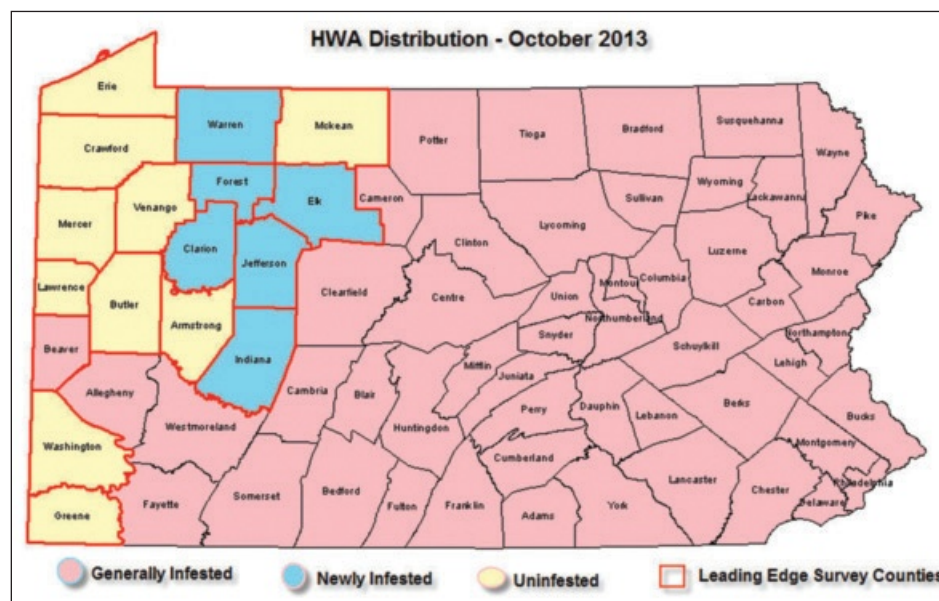 HWA Distribution - October 2013
Erie
Warren
Mckean
Potter
Tioga
Bradford
Susquehanna
Wayne
Crawford
Forest
Elk
Cameron
Sullivan
Wyoming
Lackawanna
Pike
Mercer
Venango
Clarion
Jefferson
Clinton
Lycoming
Luzerne
Monroe
Lawrence
Butler
Armstrong
Clearfield
Centre
Union
Montour
Columbia
Carbon
Northampton
Beaver
Indiana
Snyder
Northumberland
Schuylkill
Lehigh
Allegheny
Westmoreland
Cambria
Blair
Huntingdon
Mifflin
Juniata
Perry
Dauphin
Lebanon
Berks
Bucks
Montgomery
Washington
Cumberland
Lancaster
Chester
Delaware
Philadelphia
Greene
Fayette
Somerset
Bedford
Fulton
Franklin
Adams
York
Generally Infested
Newly Infested
Uninfested
Leading Edge Survey Counties